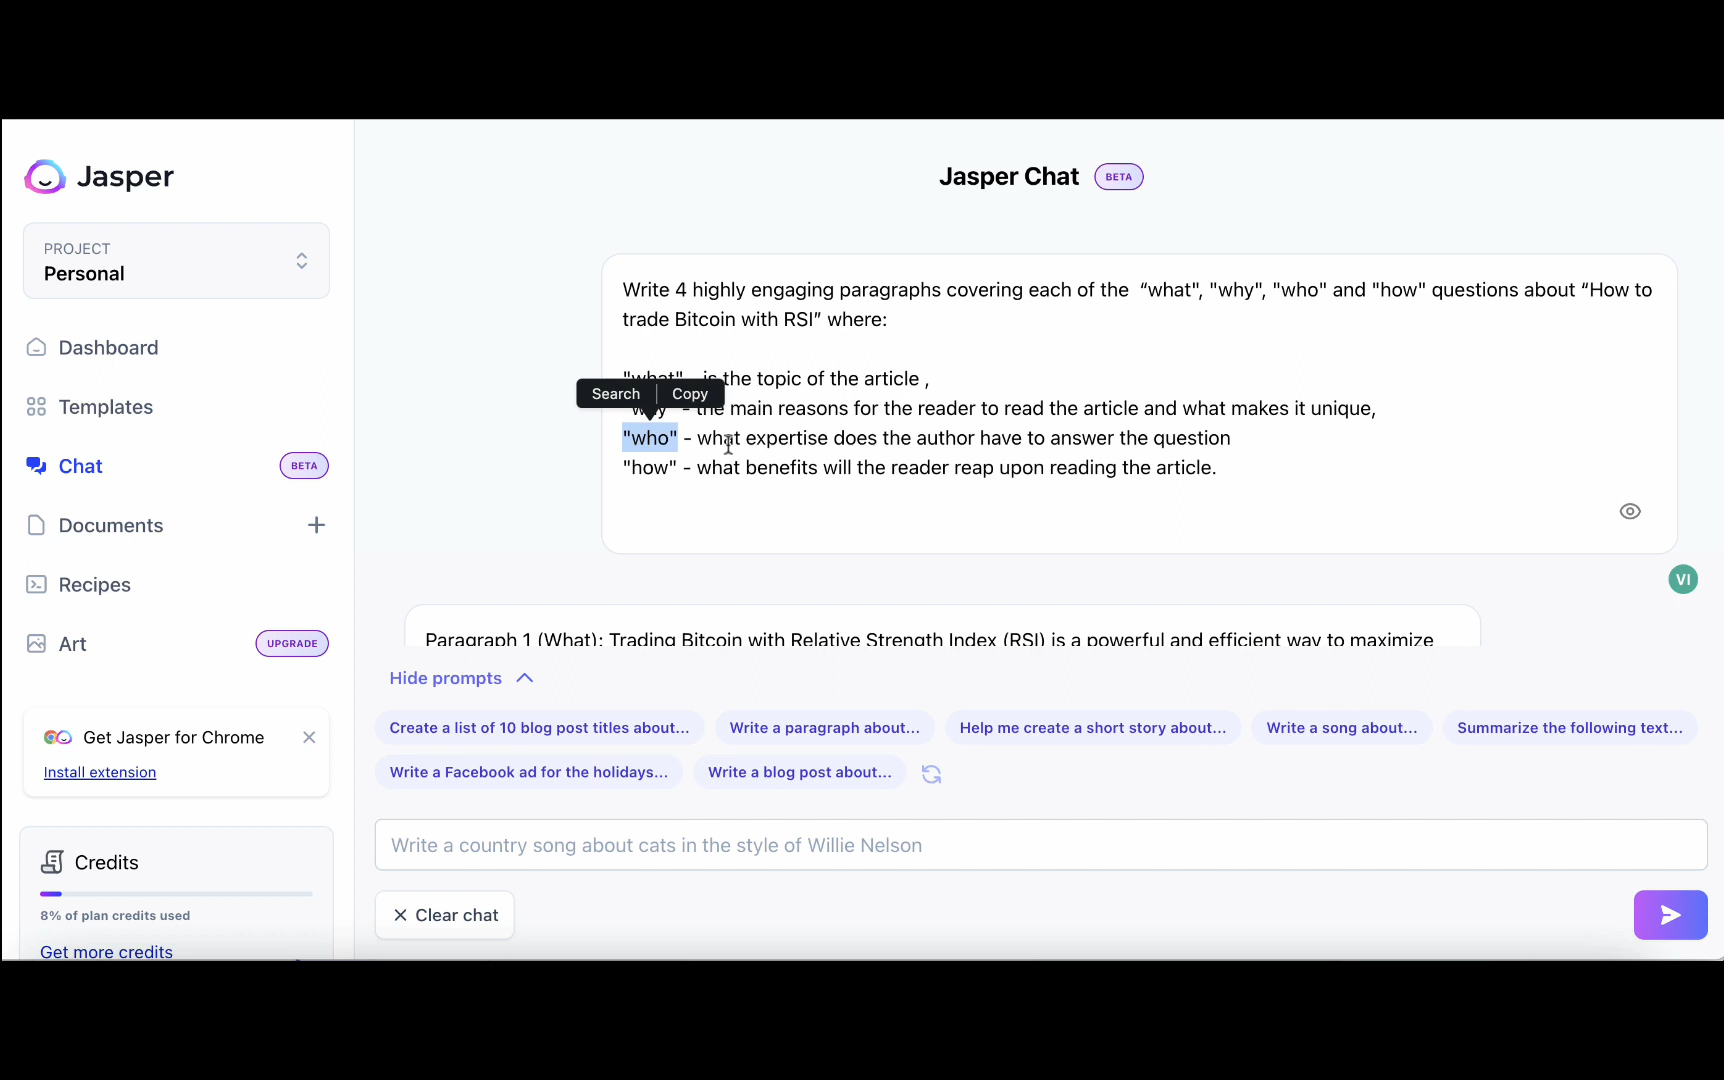 Jasper
PROJECT
Personal
Dashboard
Templates
Chat
BETA
Documents
Recipes
Art
UPGRADE
Get Jasper for Chrome
Install extension
Credits
8% of plan credits used
Get more credits
Jasper Chat
BETA
Write 4 highly engaging paragraphs covering each of the “what", "why", "who" and "how" questions about “How to
trade Bitcoin with RSI” where:
"what" - is the topic of the article ,
Search
Copy
"why" - the main reasons for the reader to read the article and what makes it unique,
"who" - what expertise does the author have to answer the question
"how" - what benefits will the reader reap upon reading the article.
VI
Paragraph 1 (What): Trading Bitcoin with Relative Strength Index (RSI) is a powerful and efficient way to maximize
Hide prompts
Create a list of 10 blog post titles about...
Write a paragraph about...
Help me create a short story about...
Write a song about...
Summarize the following text...
Write a Facebook ad for the holidays...
Write a blog post about...
Write a country song about cats in the style of Willie Nelson
Clear chat